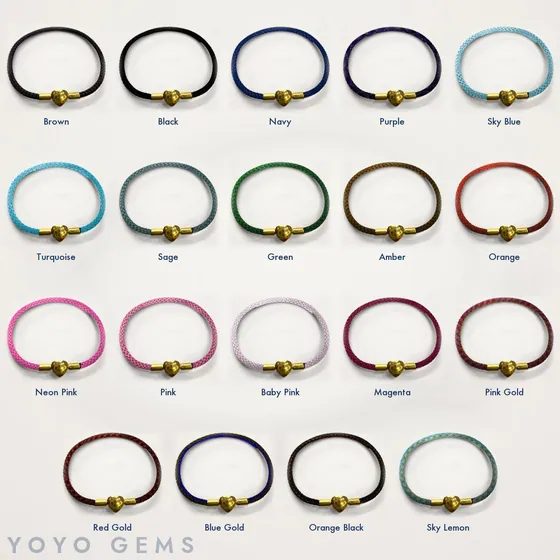 Brown Black Navy Purple Sky Blue
Turquoise Sage Green Amber Orange
Neon Pink Pink Baby Pink Magenta Pink Gold
Red Gold Blue Gold Orange Black Sky Lemon
YOYO GEMS